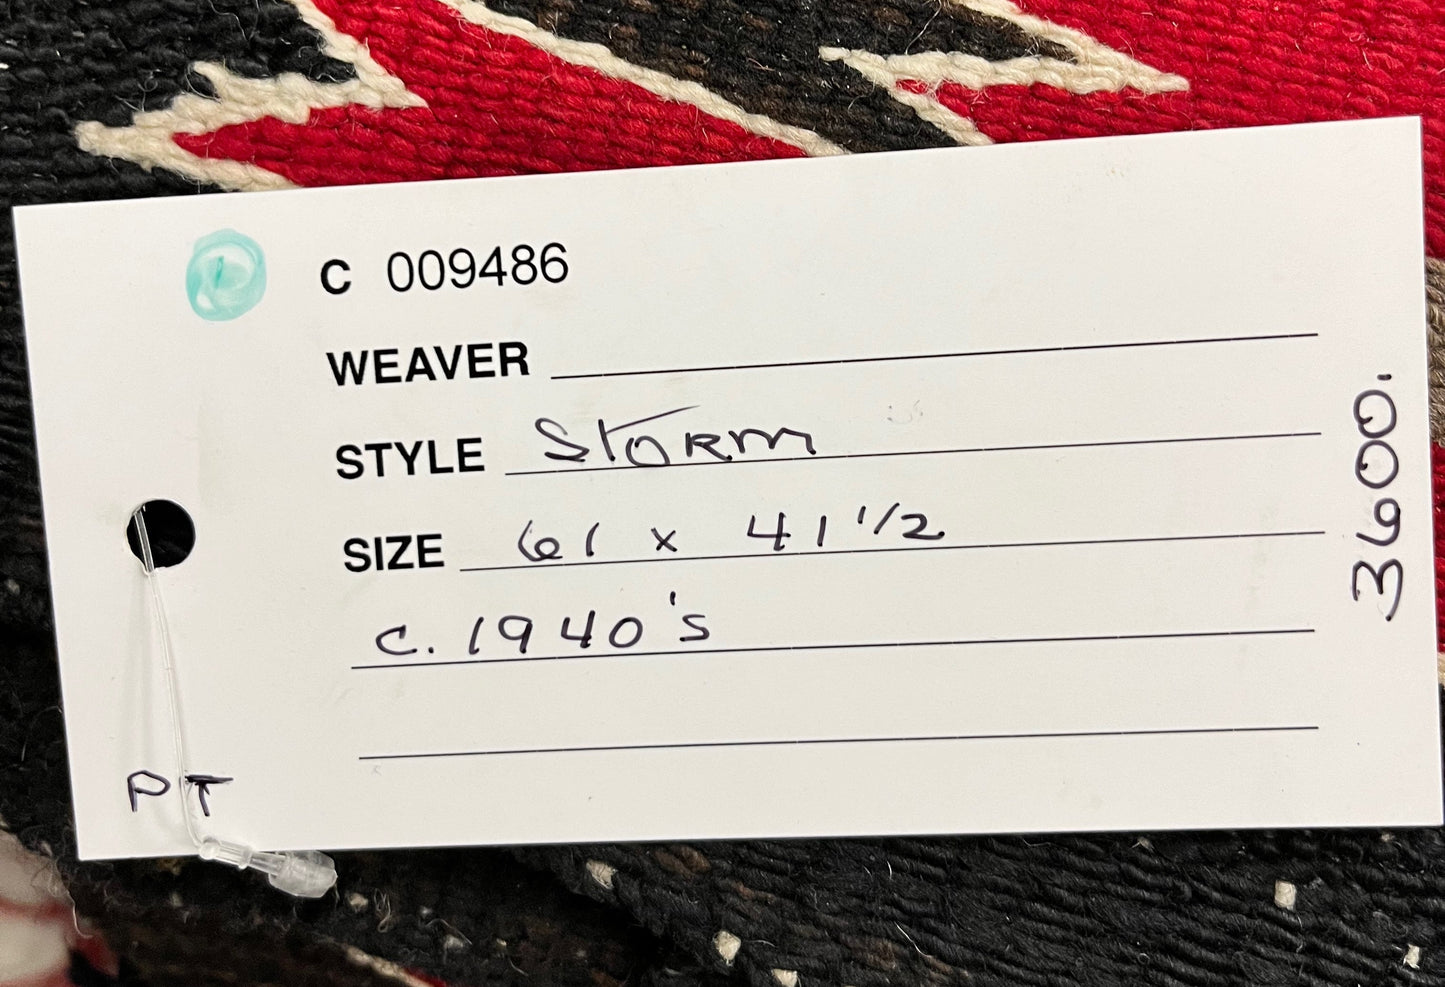 C 009486
WEAVER
STYLE STORM
SIZE 61 x 41 1/2
c. 1940's
PT
3600.